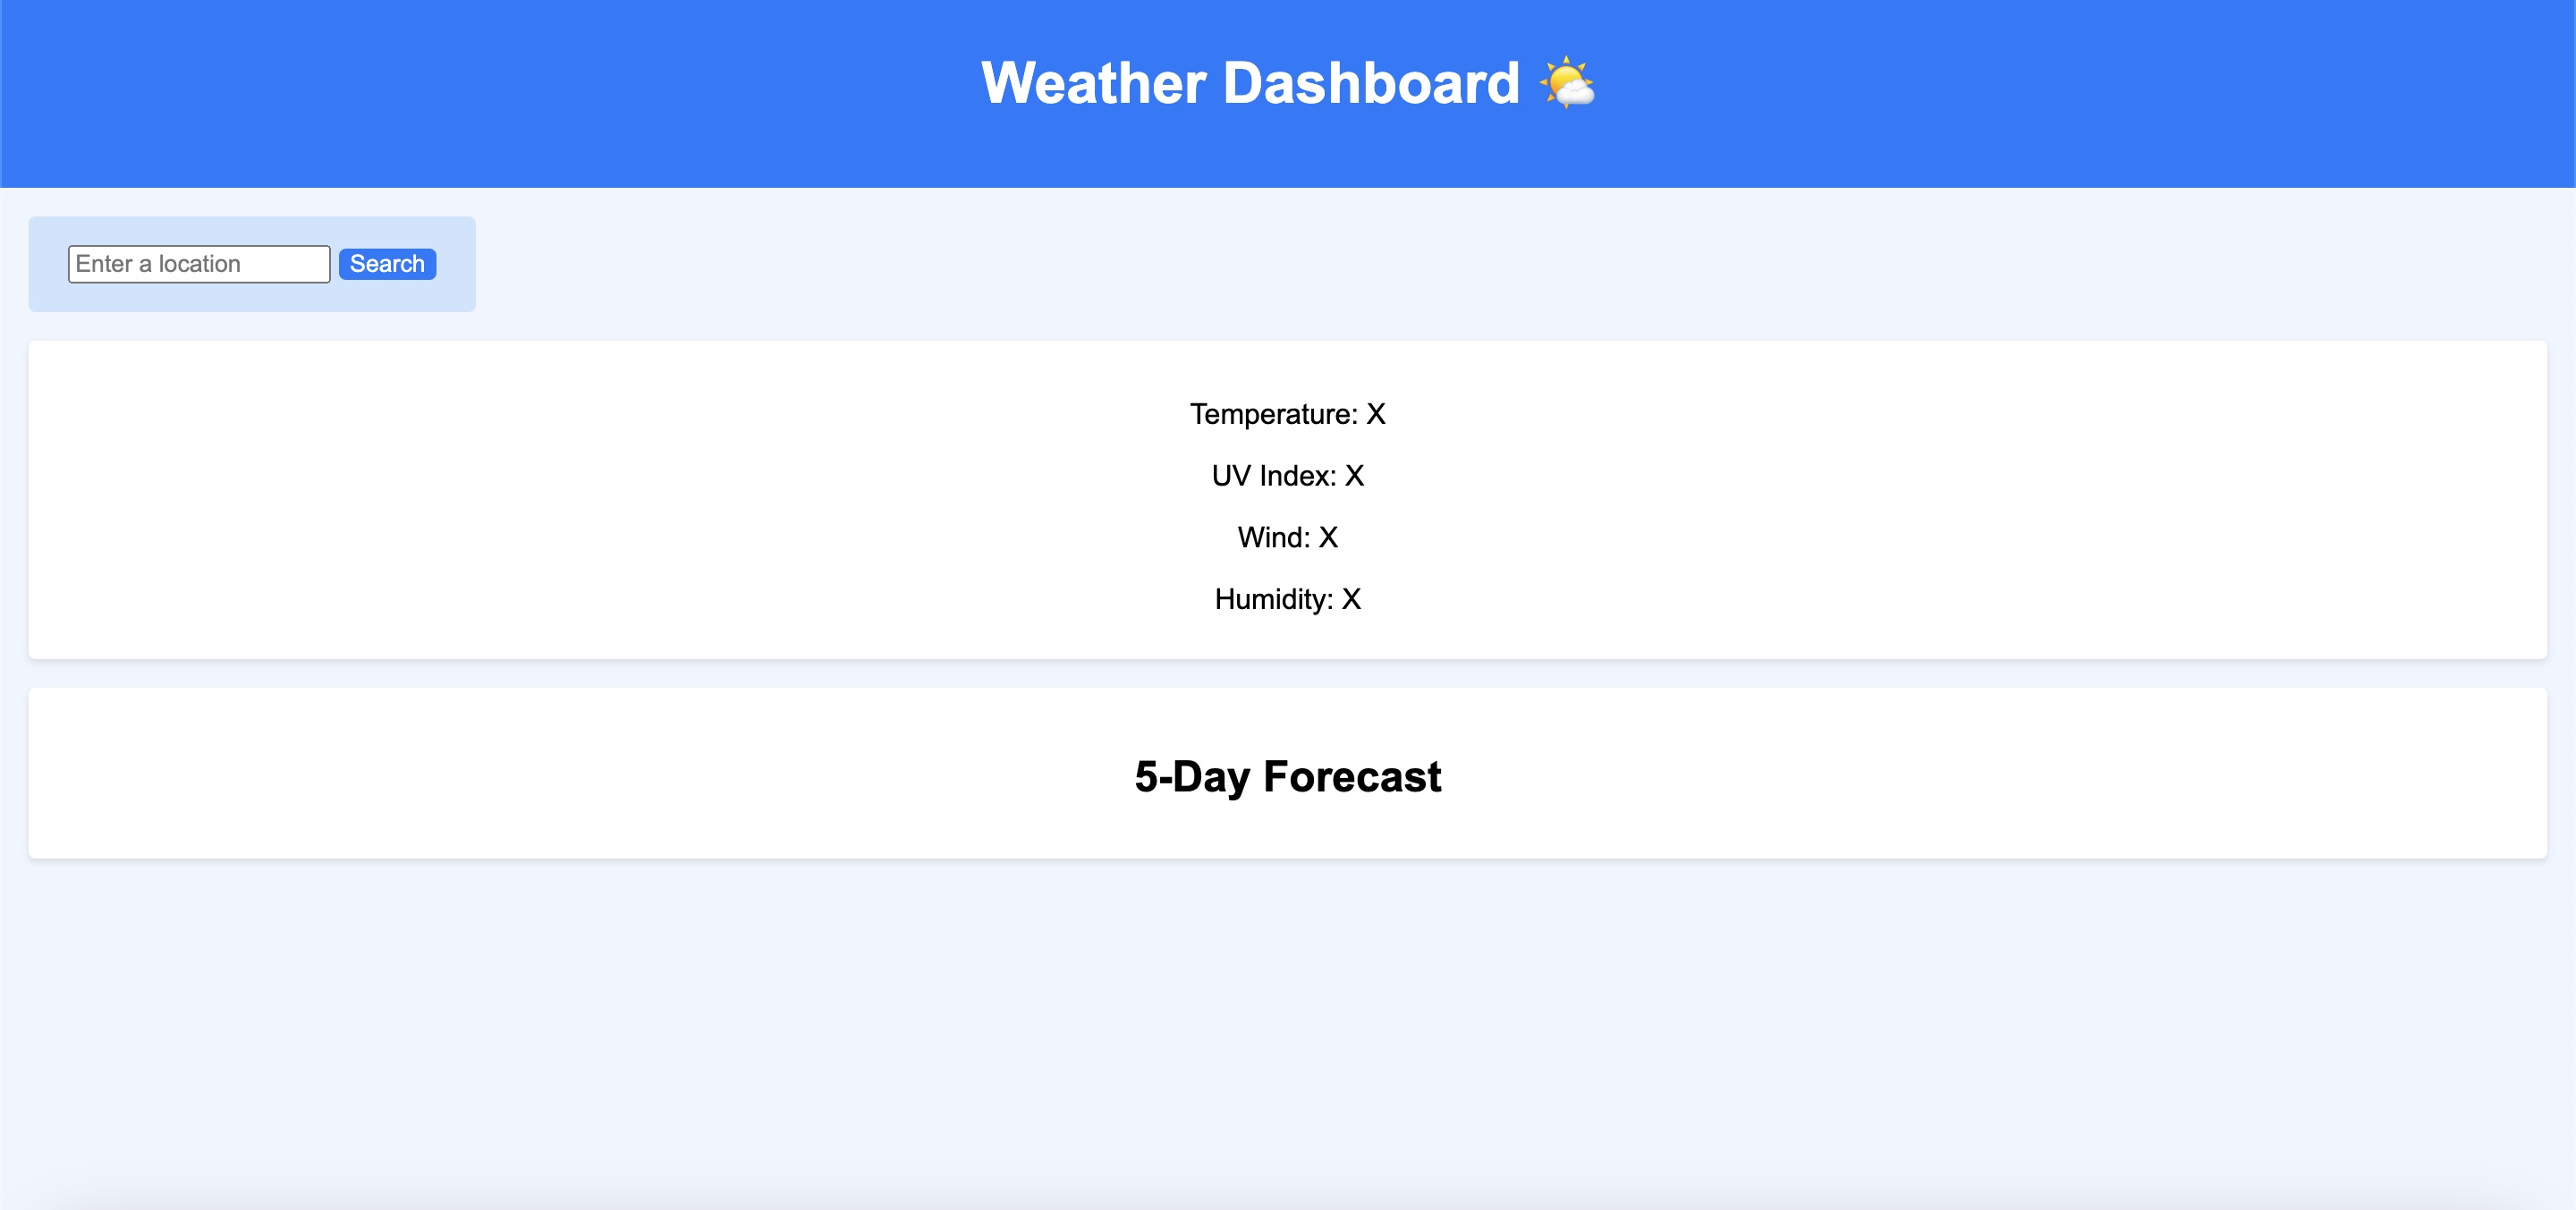 Weather Dashboard 🌤️
Enter a location Search
Temperature: X
UV Index: X
Wind: X
Humidity: X
5-Day Forecast